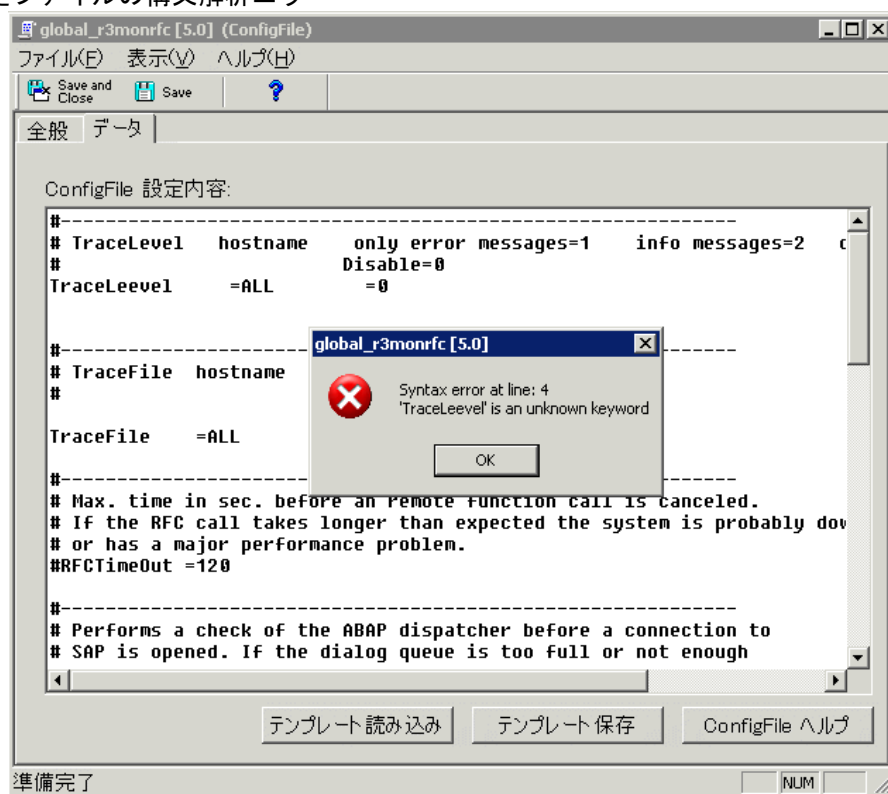 global_r3monrfc [5.0] (ConfigFile)
ファイル(F) 表示(V) ヘルプ(H)
Save and Close Save ?
全般 データ
ConfigFile 設定内容:
#-----------------------------------------------------------
# TraceLevel hostname only error messages=1 info messages=2
# Disable=0
TraceLeevel =ALL =0
#-----------------------------------------------------------
# TraceFile hostname
#
TraceFile =ALL
#-----------------------------------------------------------
# Max. time in sec. before an remote function call is canceled.
# If the RFC call takes longer than expected the system is probably
# or has a major performance problem.
#RFCTimeOut =120
#-----------------------------------------------------------
# Performs a check of the ABAP dispatcher before a connection to
# SAP is opened. If the dialog queue is too full or not enough
global_r3monrfc [5.0]
Syntax error at line: 4
'TraceLeevel' is an unknown keyword
OK
テンプレート読み込み テンプレート保存 ConfigFile ヘルプ
準備完了 NUM